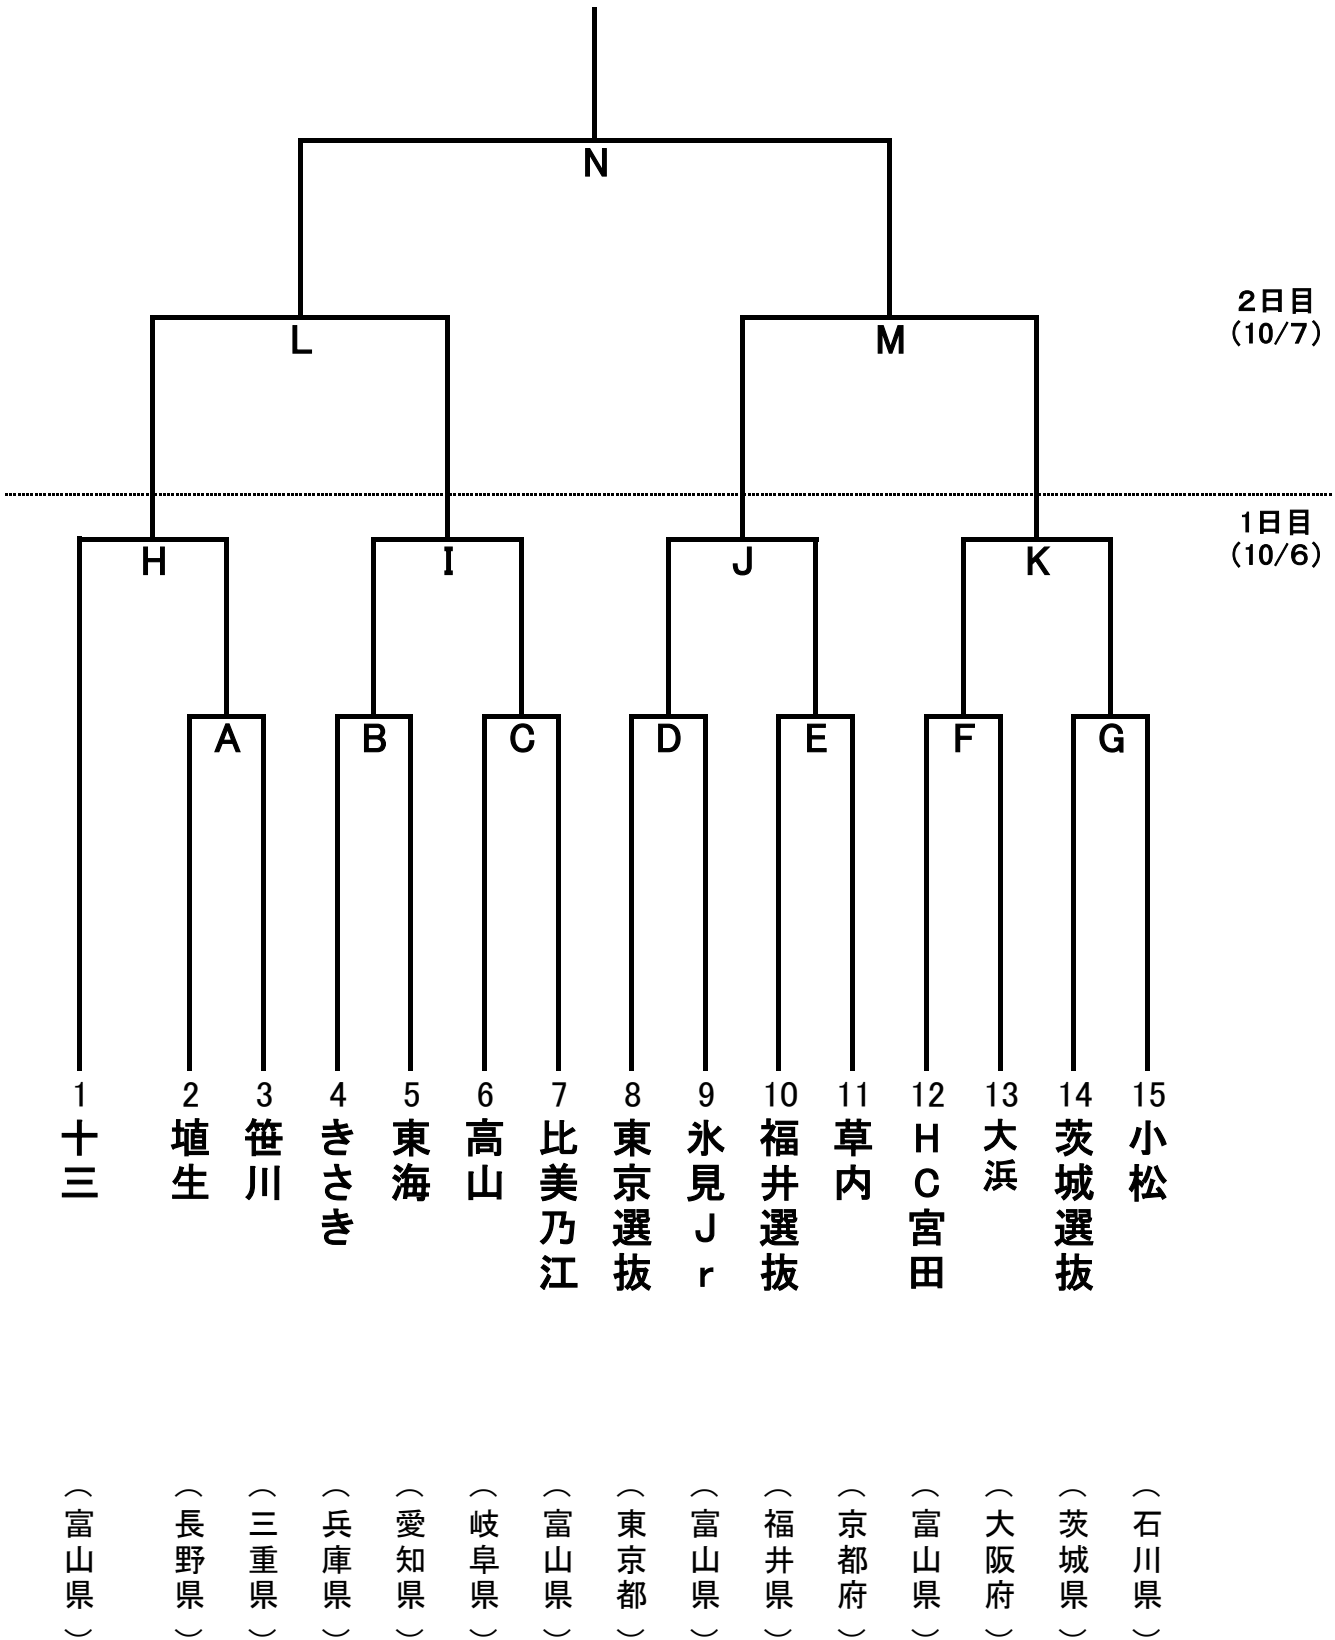 N
2日目
(10/7)
L
M
1日目
(10/6)
H
I
J
K
A
B
C
D
E
F
G
1
2
3
4
5
6
7
8
9
10
11
12
13
14
15
十三
埴生
笹川
きさき
東海
高山
比美乃江
東京選抜
氷見Jr
福井選抜
草内
HC宮田
大浜
茨城選抜
小松
（富山県）
（長野県）
（三重県）
（兵庫県）
（愛知県）
（岐阜県）
（富山県）
（東京都）
（富山県）
（福井県）
（京都府）
（富山県）
（大阪府）
（茨城県）
（石川県）